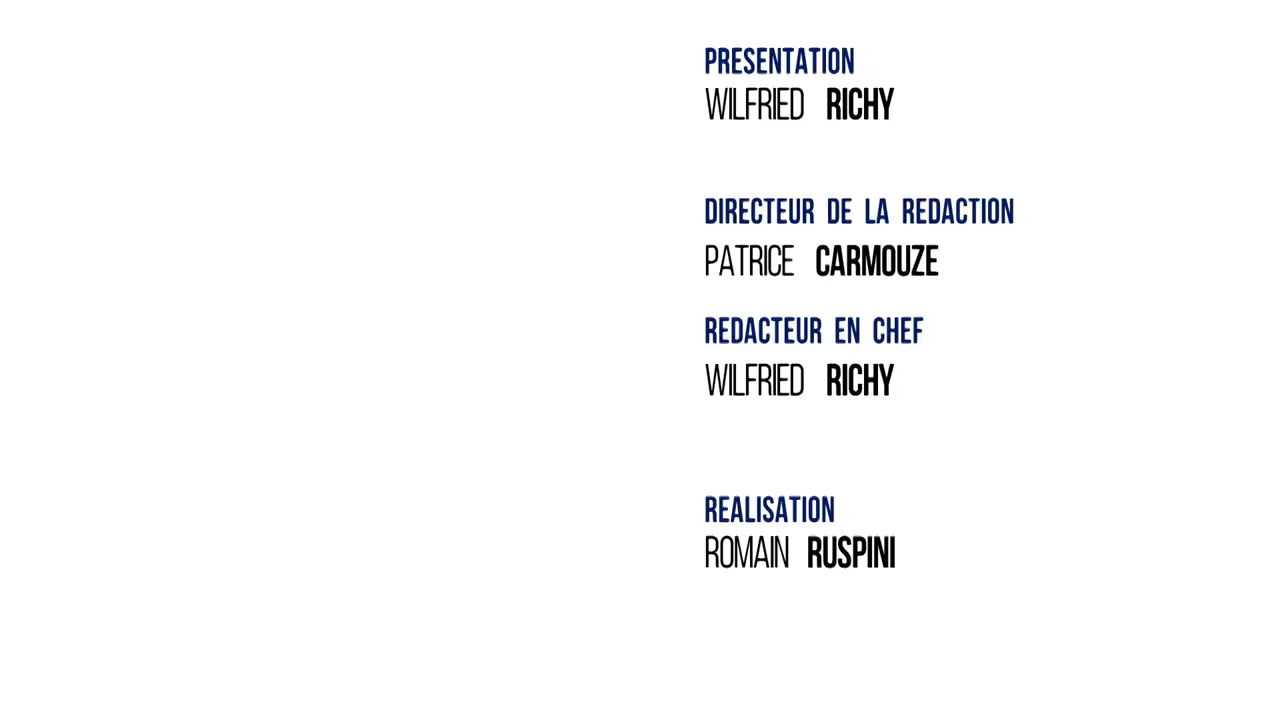 PRESENTATION
WILFRIED RICHY
DIRECTEUR DE LA REDACTION
PATRICE CARMOUZE
REDACTEUR EN CHEF
WILFRIED RICHY
REALISATION
ROMAIN RUSPINI